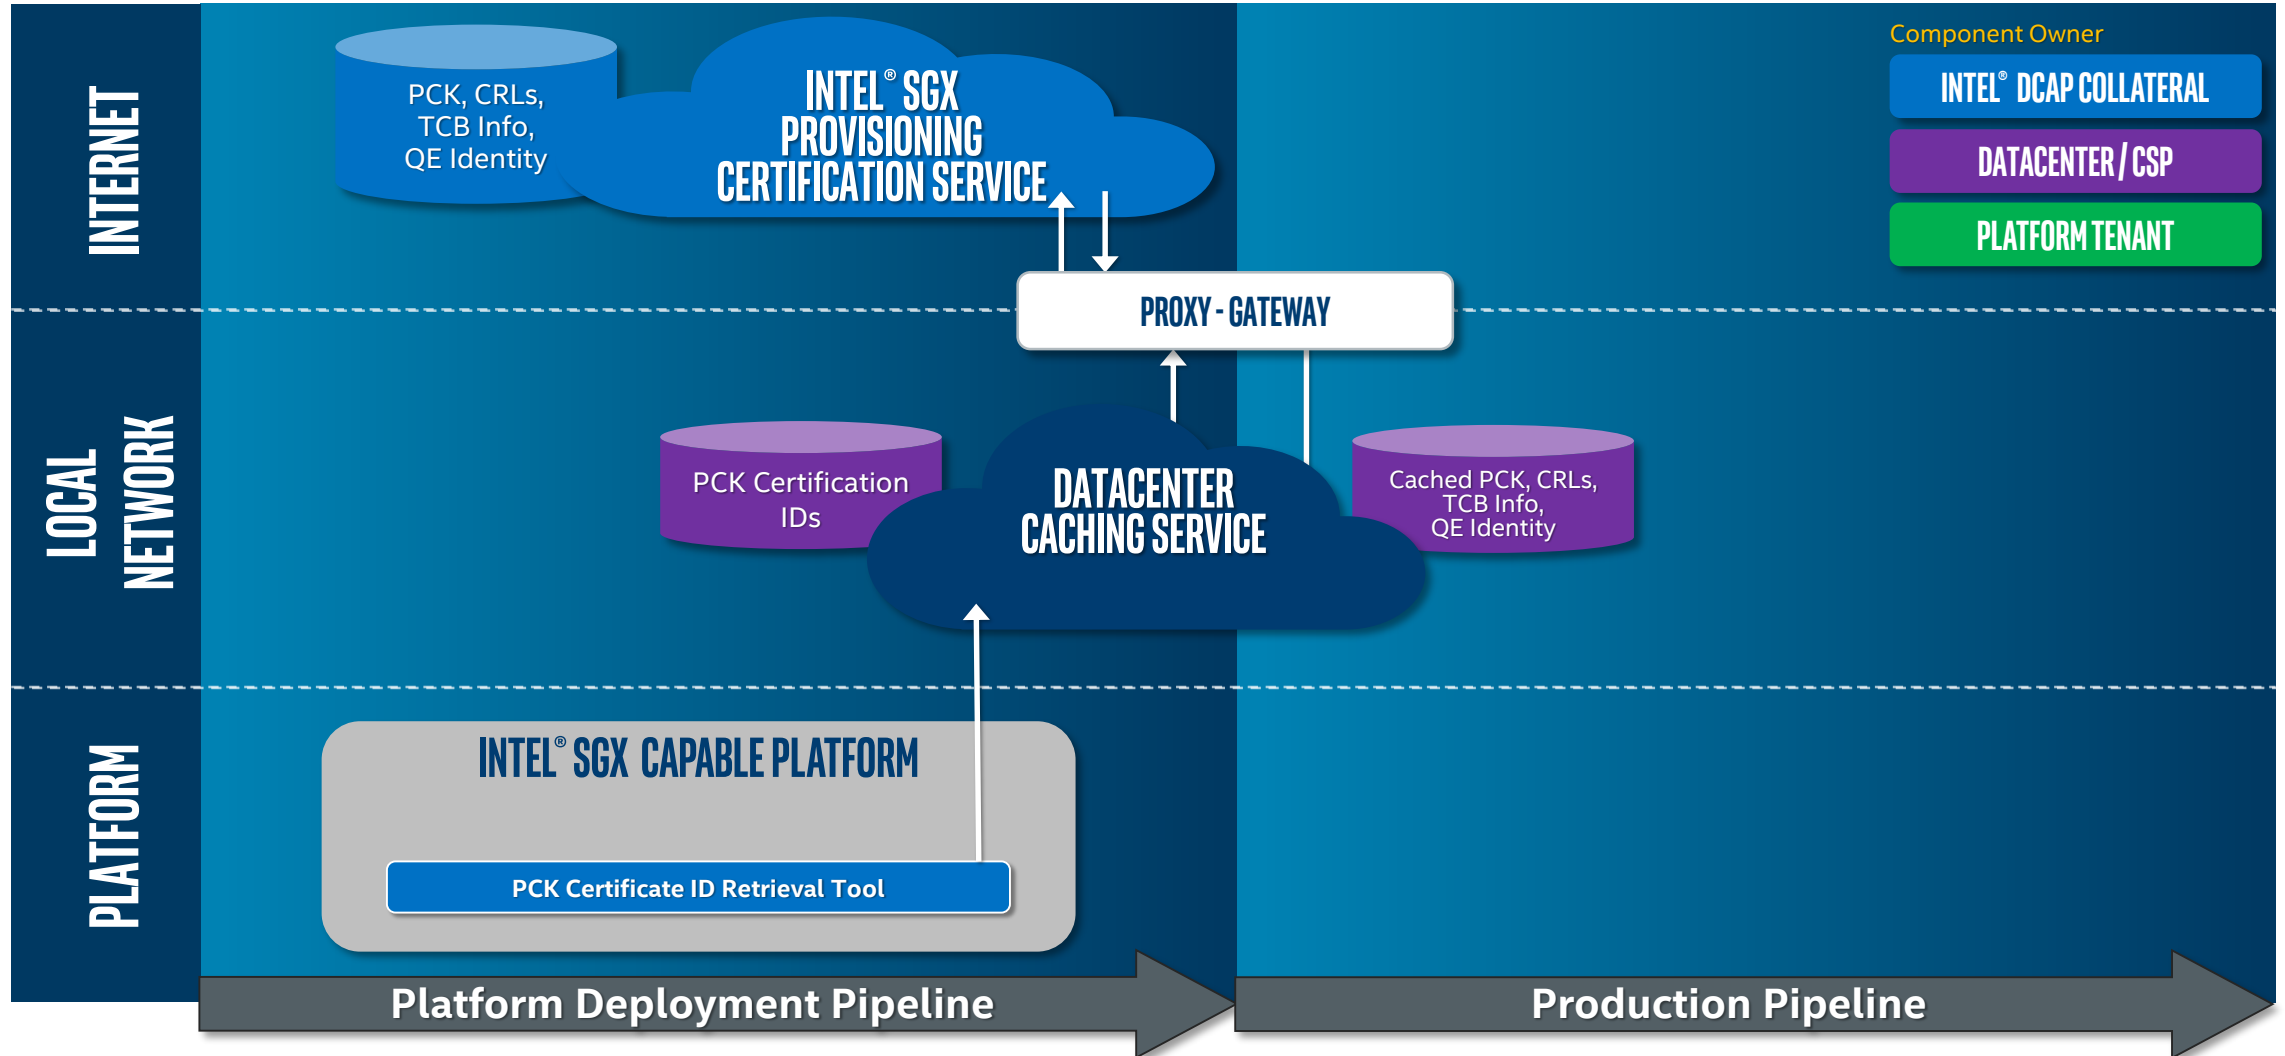 INTERNET
PCK, CRLs,
TCB Info,
QE Identity
INTEL® SGX
PROVISIONING
CERTIFICATION SERVICE
Component Owner
INTEL® DCAP COLLATERAL
DATACENTER / CSP
PLATFORM TENANT
PROXY - GATEWAY
LOCAL
NETWORK
PCK Certification
IDs
DATACENTER
CACHING SERVICE
Cached PCK, CRLs,
TCB Info,
QE Identity
PLATFORM
INTEL® SGX CAPABLE PLATFORM
PCK Certificate ID Retrieval Tool
Platform Deployment Pipeline
Production Pipeline